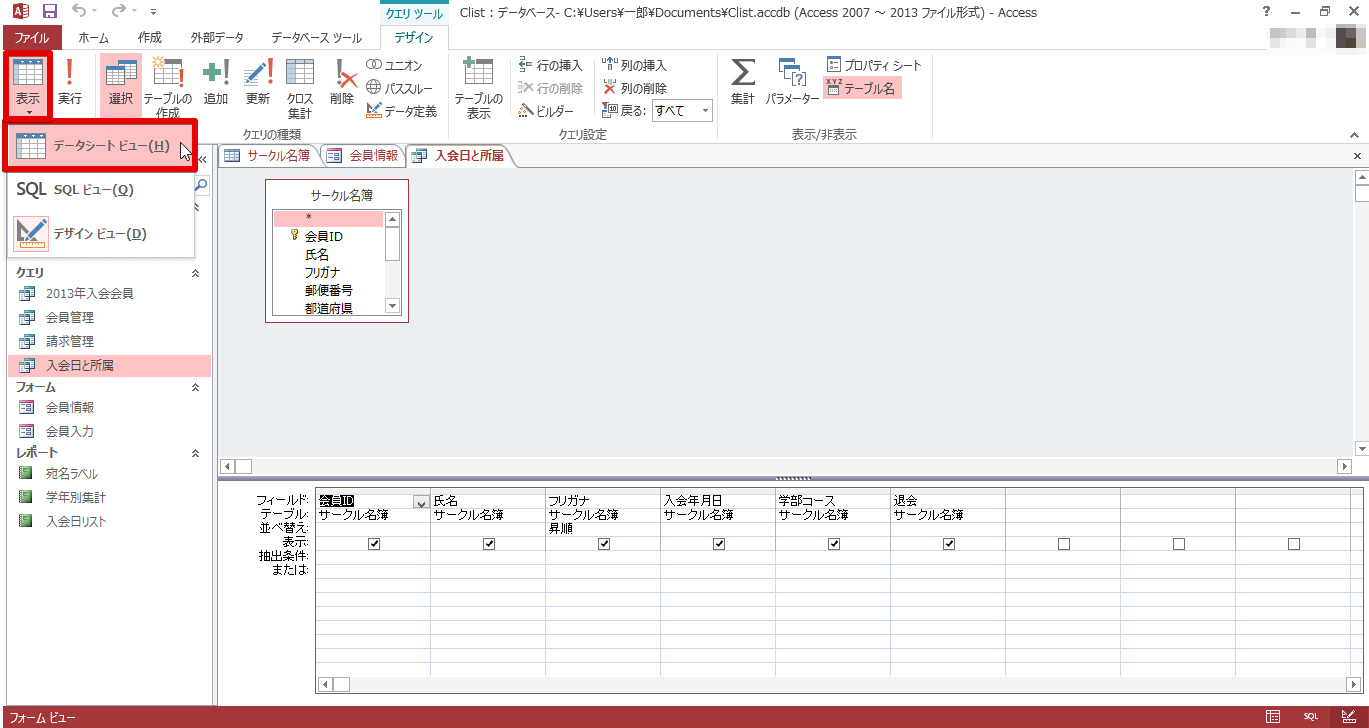 クエリ ツール
Clist : データベース- C:¥Users¥一郎¥Documents¥Clist.accdb (Access 2007 ～ 2013 ファイル形式) - Access
?
ファイル
ホーム
作成
外部データ
データベース ツール
デザイン
表示
実行
選択
テーブルの
作成
追加
更新
クロス
集計
削除
ユニオン
パススルー
データ定義
クエリの種類
テーブルの
表示
行の挿入
行の削除
ビルダー
列の挿入
列の削除
戻る:
すべて
クエリ設定
集計
パラメーター
プロパティ シート
XYZ テーブル名
表示/非表示
データシート ビュー(H)
SQL SQL ビュー(Q)
デザイン ビュー(D)
サークル名簿
会員情報
入会日と所属
サークル名簿
*
会員ID
氏名
フリガナ
郵便番号
都道府県
クエリ
2013年入会会員
会員管理
請求管理
入会日と所属
フォーム
会員情報
会員入力
レポート
宛名ラベル
学年別集計
入会日リスト
フィールド: 会員ID 氏名 フリガナ 入会年月日 学部コース 退会
テーブル: サークル名簿 サークル名簿 サークル名簿 サークル名簿 サークル名簿 サークル名簿
並べ替え: 昇順
表示:
抽出条件:
または:
フォーム ビュー
SQL